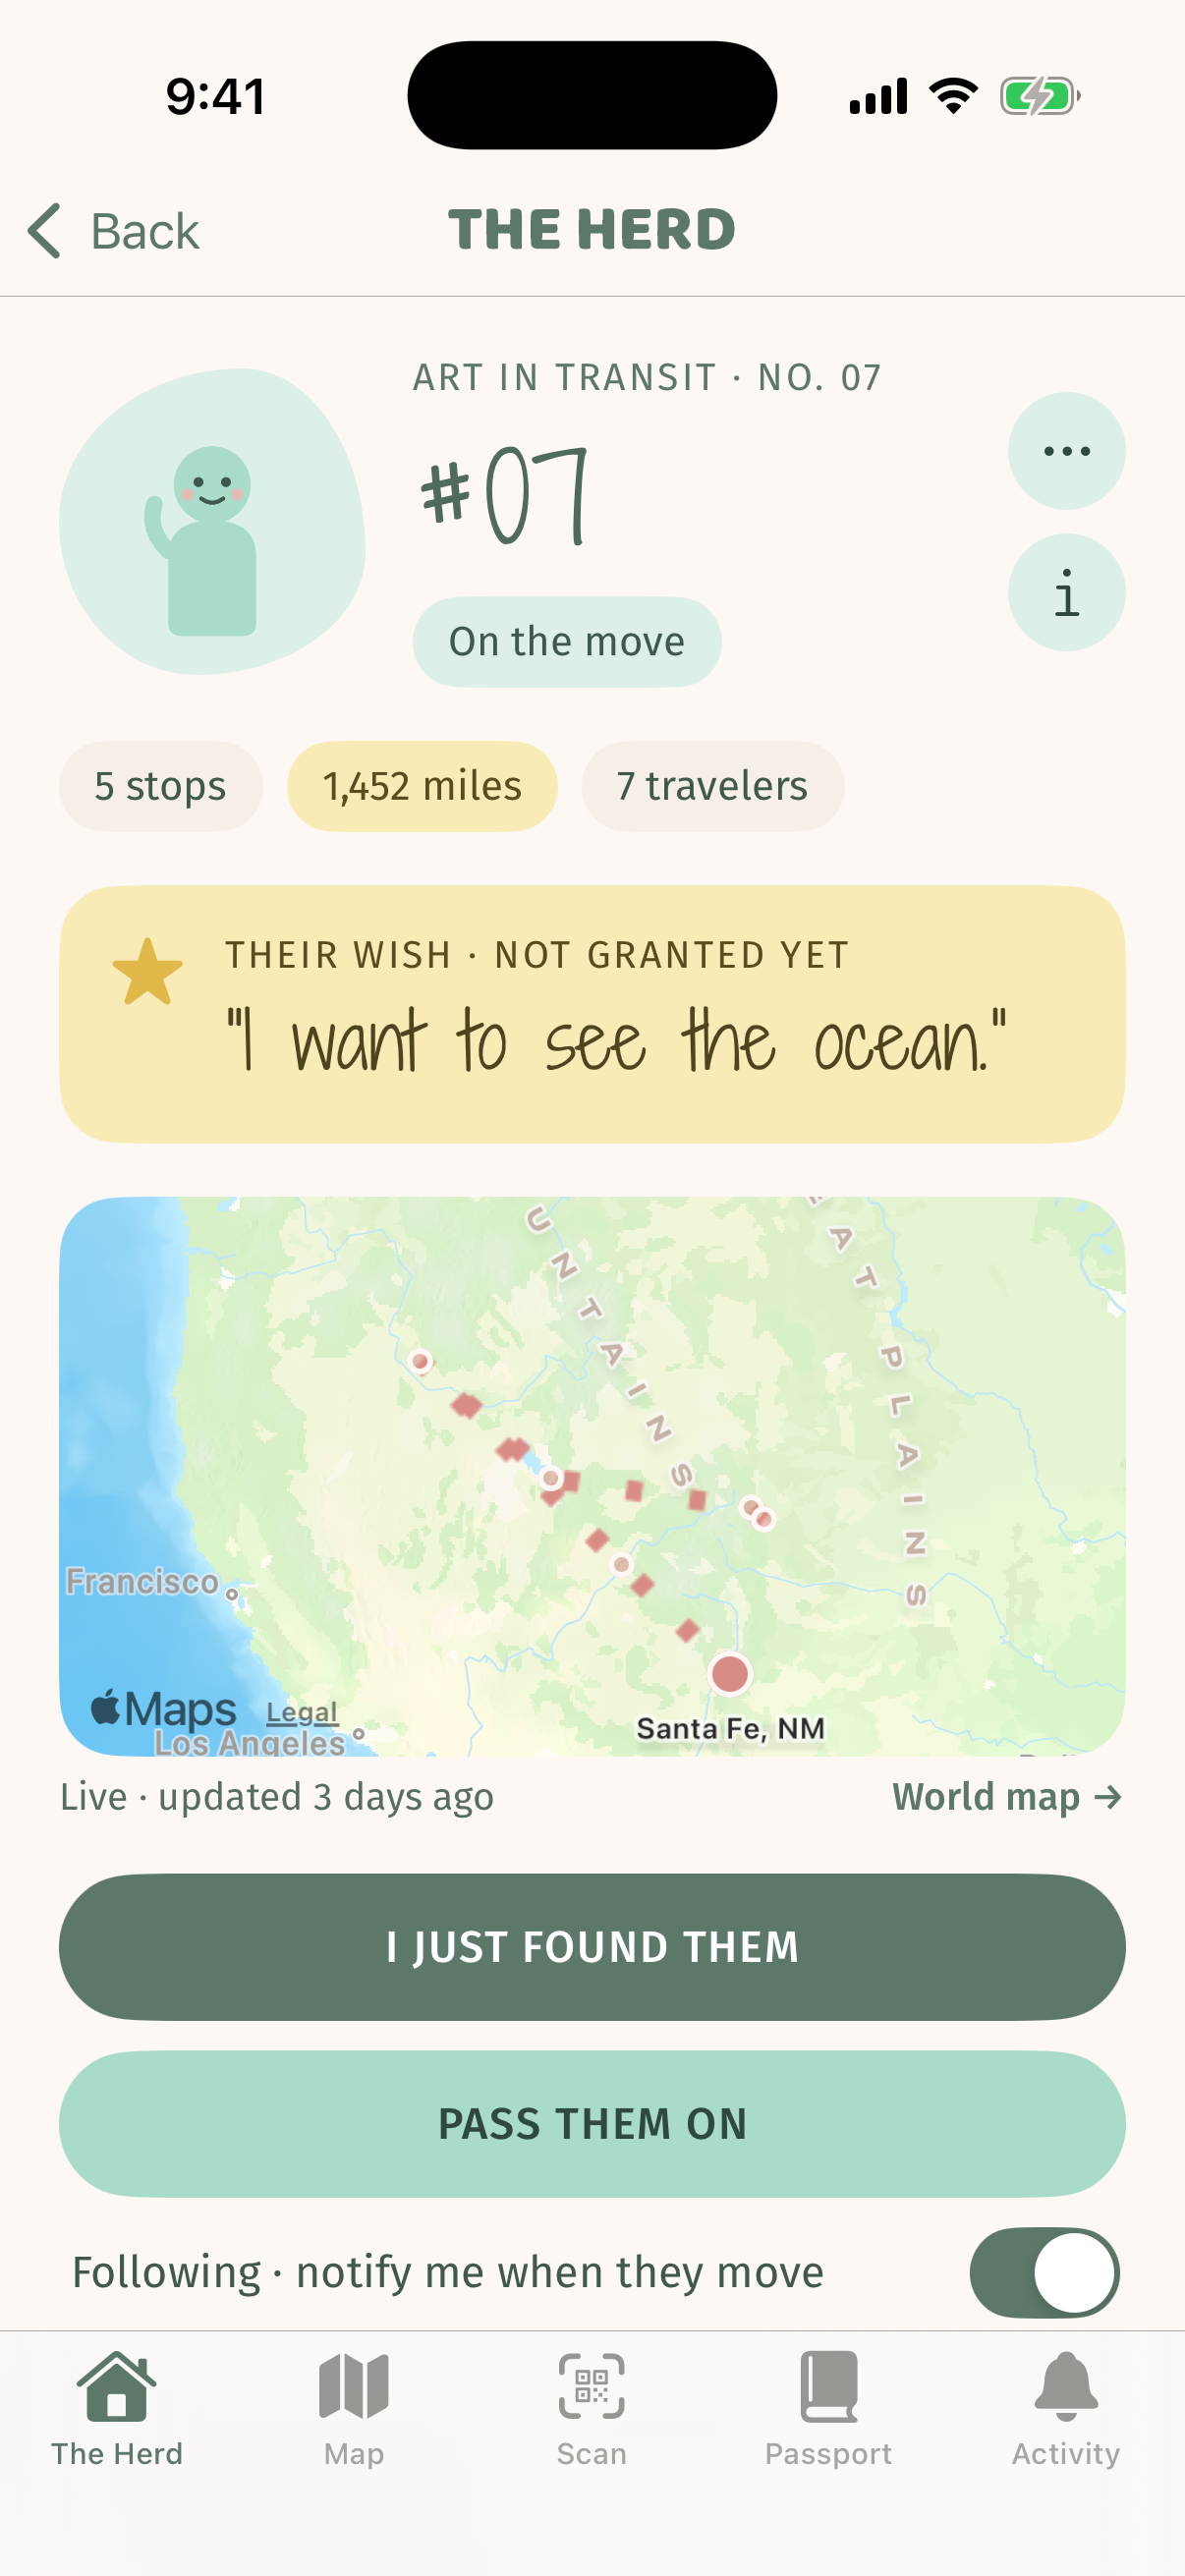 9:41
Back
THE HERD
ART IN TRANSIT · NO. 07
#07
On the move
5 stops
1,452 miles
7 travelers
THEIR WISH · NOT GRANTED YET
"I want to see the ocean."
UNTAINS
EAT PLAINS
Francisco
Maps
Legal
Los Angeles
Santa Fe, NM
Live · updated 3 days ago
World map →
I JUST FOUND THEM
PASS THEM ON
Following · notify me when they move
The Herd
Map
Scan
Passport
Activity